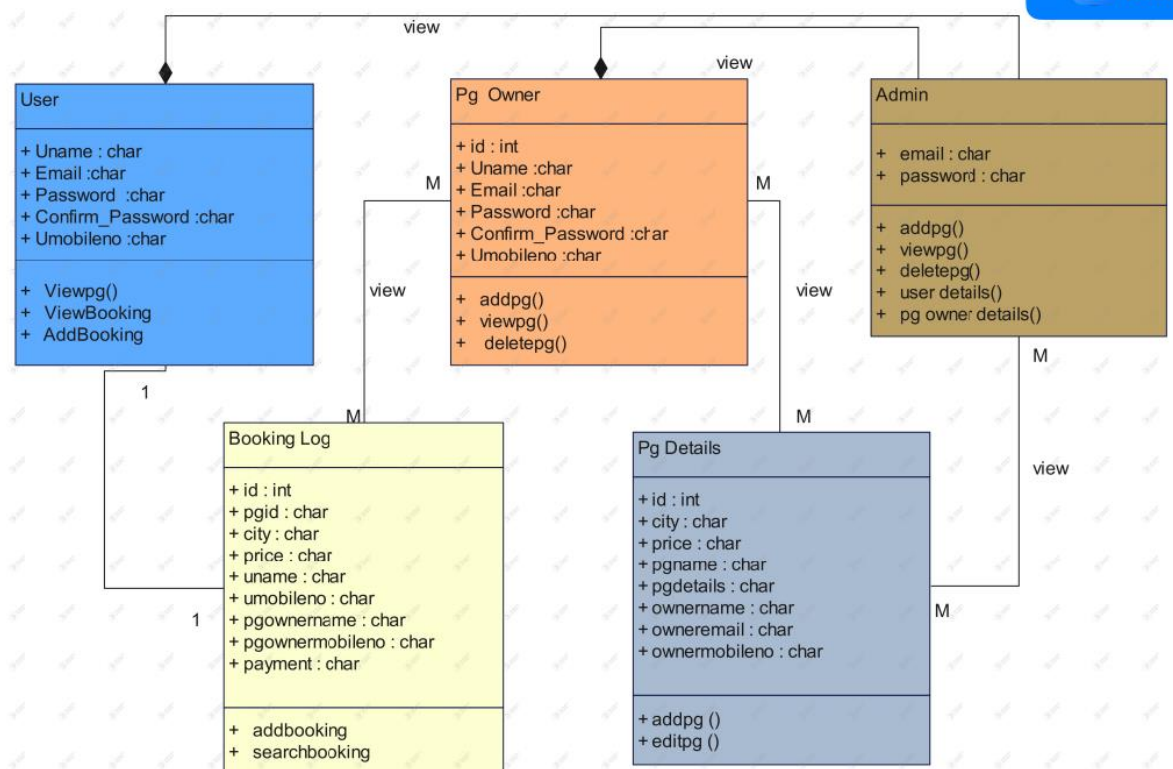 view
view
User
+ Uname : char
+ Email :char
+ Password :char
+ Confirm_Password :char
+ Umobileno :char
+ Viewpg()
+ ViewBooking
+ AddBooking
Pg Owner
+ id : int
+ Uname :char
+ Email :char
+ Password :char
+ Confirm_Password :char
+ Umobileno :char
+ addpg()
+ viewpg()
+ deletepg()
Admin
+ email : char
+ password : char
+ addpg()
+ viewpg()
+ deletepg()
+ user details()
+ pg owner details()
M
M
view
view
M
1
M
M
view
Booking Log
+ id : int
+ pgid : char
+ city : char
+ price : char
+ uname : char
+ umobileno : char
+ pgownername : char
+ pgownermobileno : char
+ payment : char
+ addbooking
+ searchbooking
1
Pg Details
+ id : int
+ city : char
+ price : char
+ pgname : char
+ pgdetails : char
+ ownername : char
+ owneremail : char
+ ownermobileno : char
+ addpg ()
+ editpg ()
M